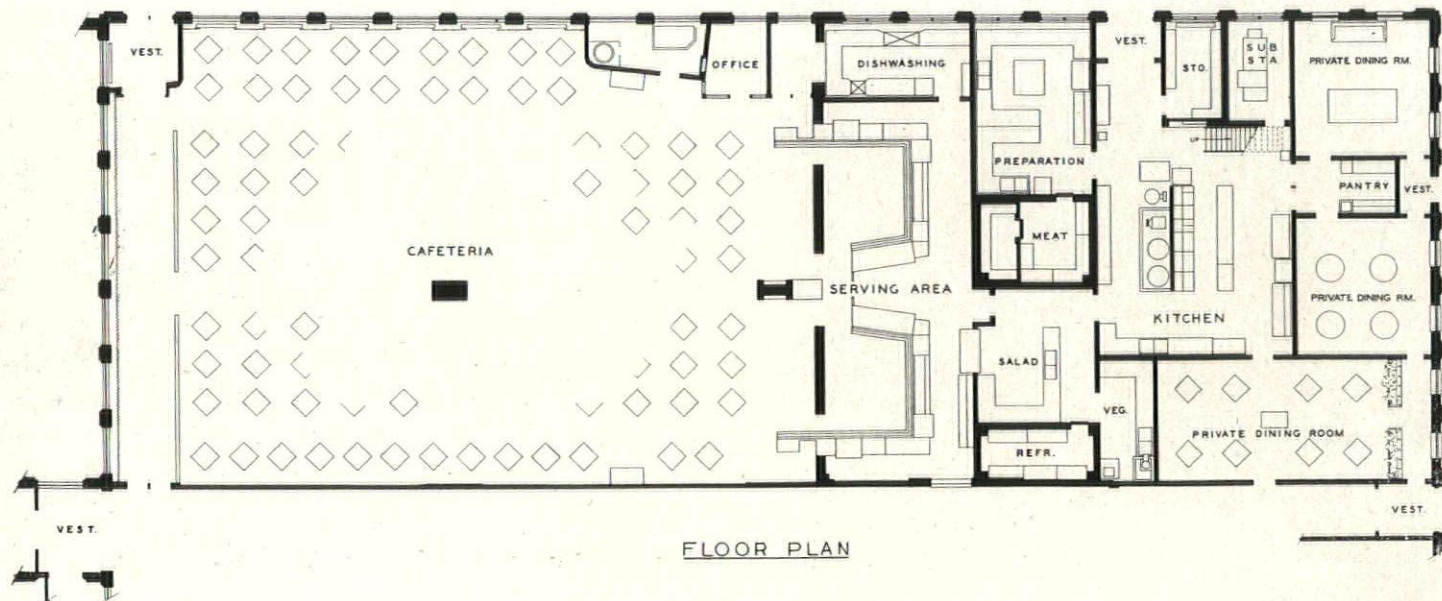 VEST.
OFFICE
DISHWASHING
VEST.
STO.
SUB
STA.
PRIVATE DINING RM.
UP
PREPARATION
PANTRY
VEST.
MEAT
CAFETERIA
SERVING AREA
PRIVATE DINING RM.
KITCHEN
SALAD
VEG.
PRIVATE DINING ROOM
REFR.
VEST.
VEST.
FLOOR PLAN